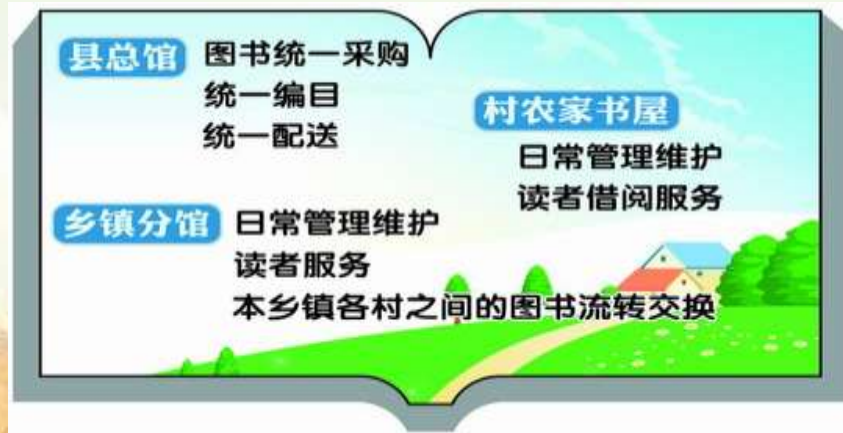 县总馆 图书统一采购
统一编目
统一配送
村农家书屋
日常管理维护
读者借阅服务
乡镇分馆 日常管理维护
读者服务
本乡镇各村之间的图书流转交换